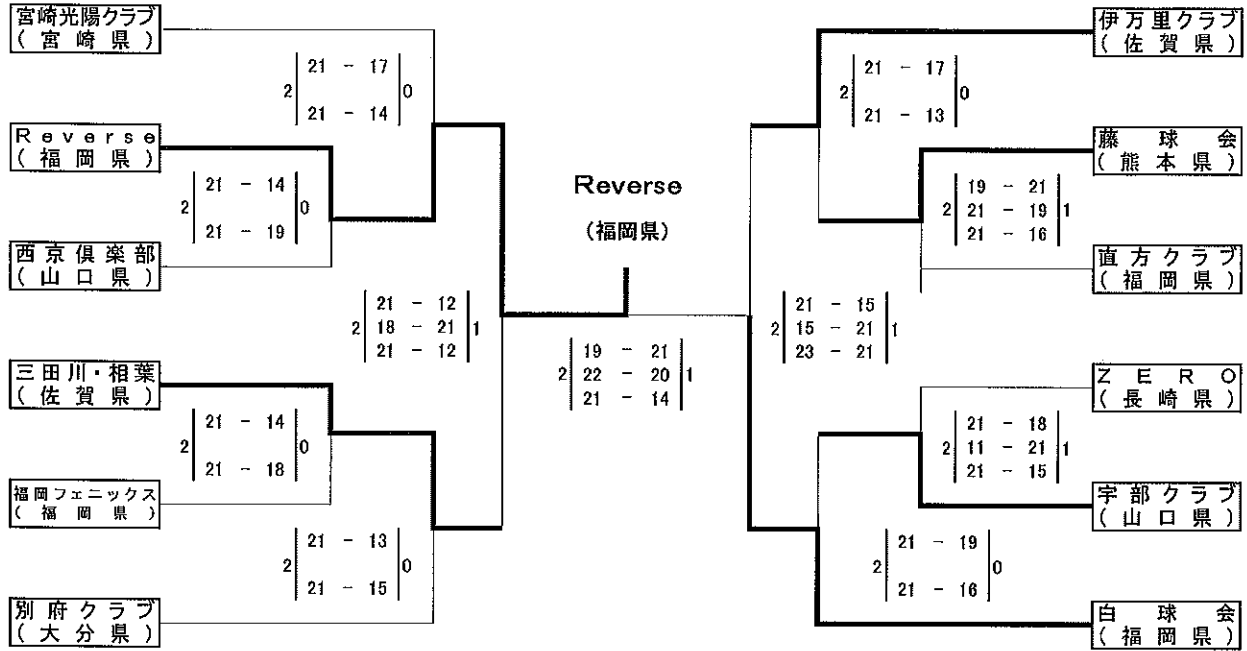 宮崎光陽クラブ
(宮崎県)
2 21 - 17 0
21 - 14
Reverse
(福岡県)
2 21 - 14 0
21 - 19
西京倶楽部
(山口県)
2 21 - 12 1
18 - 21
21 - 12
三田川・相葉
(佐賀県)
2 21 - 14 0
21 - 18
福岡フェニックス
(福岡県)
2 21 - 13 0
21 - 15
別府クラブ
(大分県)
Reverse
(福岡県)
2 19 - 21 1
22 - 20
21 - 14
伊万里クラブ
(佐賀県)
2 21 - 17 0
21 - 13
藤球会
(熊本県)
2 19 - 21 1
21 - 19
21 - 16
直方クラブ
(福岡県)
2 21 - 15 1
15 - 21
23 - 21
ZERO
(長崎県)
2 21 - 18 1
11 - 21
21 - 15
宇部クラブ
(山口県)
2 21 - 19 0
21 - 16
白球会
(福岡県)